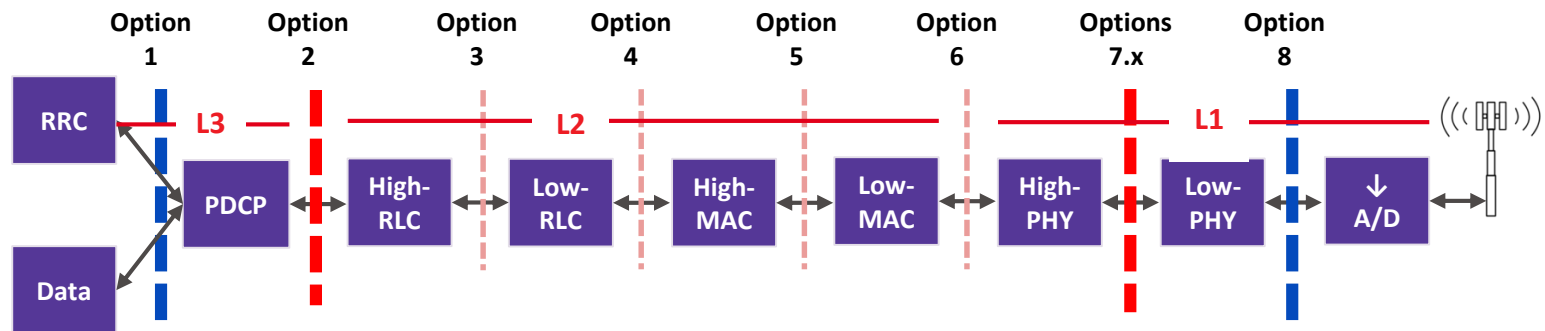 Option
1
Option
2
Option
3
Option
4
Option
5
Option
6
Options
7.x
Option
8
RRC
L3
L2
L1
PDCP
High-
RLC
Low-
RLC
High-
MAC
Low-
MAC
High-
PHY
Low-
PHY
↓
A/D
Data